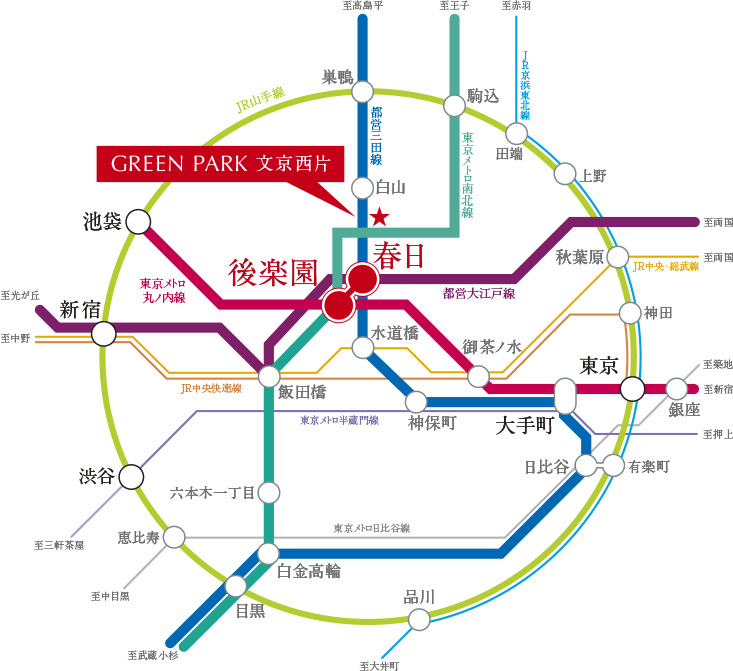 至高島平
至王子
至赤羽
巣鴨
JR山手線
駒込
JR京浜東北線
都営三田線
東京メトロ南北線
田端
GREEN PARK 文京西片
白山
上野
池袋
至両国
春日
後楽園
秋葉原
至両国
JR中央・総武線
東京メトロ
丸ノ内線
都営大江戸線
至光が丘
新宿
神田
至中野
水道橋
御茶ノ水
東京
至築地
JR中央快速線
飯田橋
至新宿
銀座
東京メトロ半蔵門線
神保町
大手町
至押上
渋谷
日比谷
有楽町
六本木一丁目
恵比寿
東京メトロ日比谷線
至三軒茶屋
白金高輪
至中目黒
目黒
品川
至武蔵小杉
至大井町